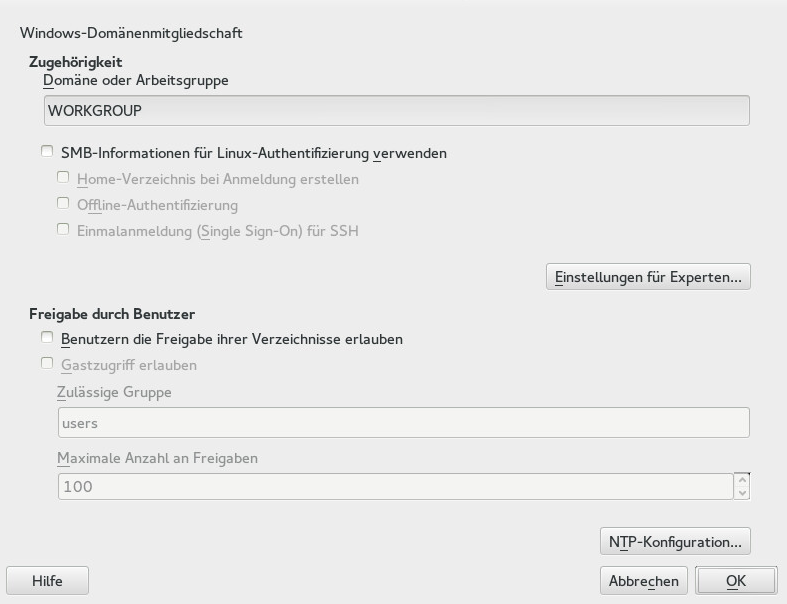 Windows-Domänenmitgliedschaft
Zugehörigkeit
Domäne oder Arbeitsgruppe
WORKGROUP
SMB-Informationen für Linux-Authentifizierung verwenden
Home-Verzeichnis bei Anmeldung erstellen
Offline-Authentifizierung
Einmalanmeldung (Single Sign-On) für SSH
Einstellungen für Experten...
Freigabe durch Benutzer
Benutzern die Freigabe ihrer Verzeichnisse erlauben
Gastzugriff erlauben
Zulässige Gruppe
users
Maximale Anzahl an Freigaben
100
NTP-Konfiguration...
Hilfe
Abbrechen
OK